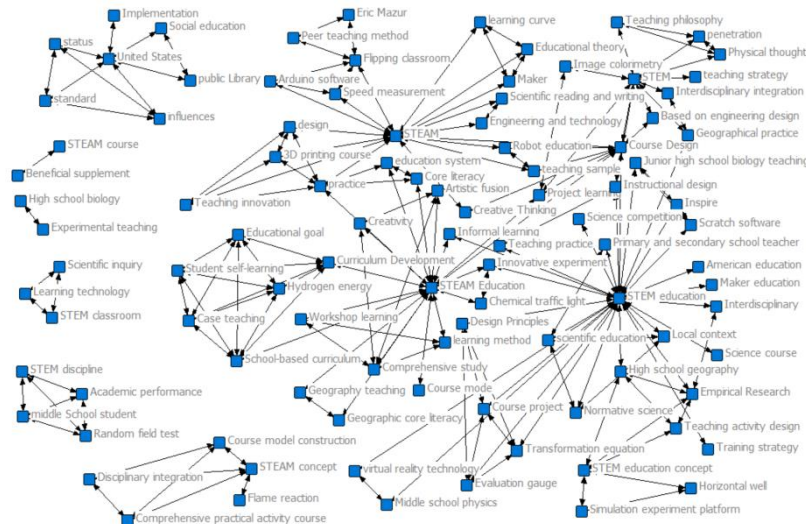 Implementation
Social education
status
United States
public Library
standard
influences
Eric Mazur
Peer teaching method
Flipping classroom
Arduino software
Speed measurement
learning curve
Educational theory
Maker
Scientific reading and writing
Engineering and technology
STEAM
Robot education
teaching sample
Teaching philosophy
penetration
Physical thought
Image colorimetry
STEM
teaching strategy
Interdisciplinary integration
Based on engineering design
Geographical practice
Course Design
Junior high school biology teaching
STEAM course
Beneficial supplement
High school biology
Experimental teaching
design
3D printing course
education system
practice
Core literacy
Artistic fusion
Teaching innovation
Creativity
Creative Thinking
Project learning
Instructional design
Inspire
Scratch software
Science competition
Informal learning
Teaching practice
Primary and secondary school teacher
Educational goal
Curriculum Development
Innovative experiment
Student self-learning
Hydrogen energy
STEAM Education
STEM education
American education
Maker education
Interdisciplinary
Scientific inquiry
Learning technology
STEM classroom
Case teaching
Workshop learning
Chemical traffic light
Design Principles
School-based curriculum
learning method
scientific education
Local context
Science course
Comprehensive study
High school geography
STEM discipline
Academic performance
middle School student
Random field test
Geography teaching
Course mode
Empirical Research
Geographic core literacy
Course project
Normative science
Teaching activity design
Training strategy
Course model construction
Transformation equation
Disciplinary integration
STEAM concept
virtual reality technology
STEM education concept
Evaluation gauge
Horizontal well
Flame reaction
Middle school physics
Simulation experiment platform
Comprehensive practical activity course